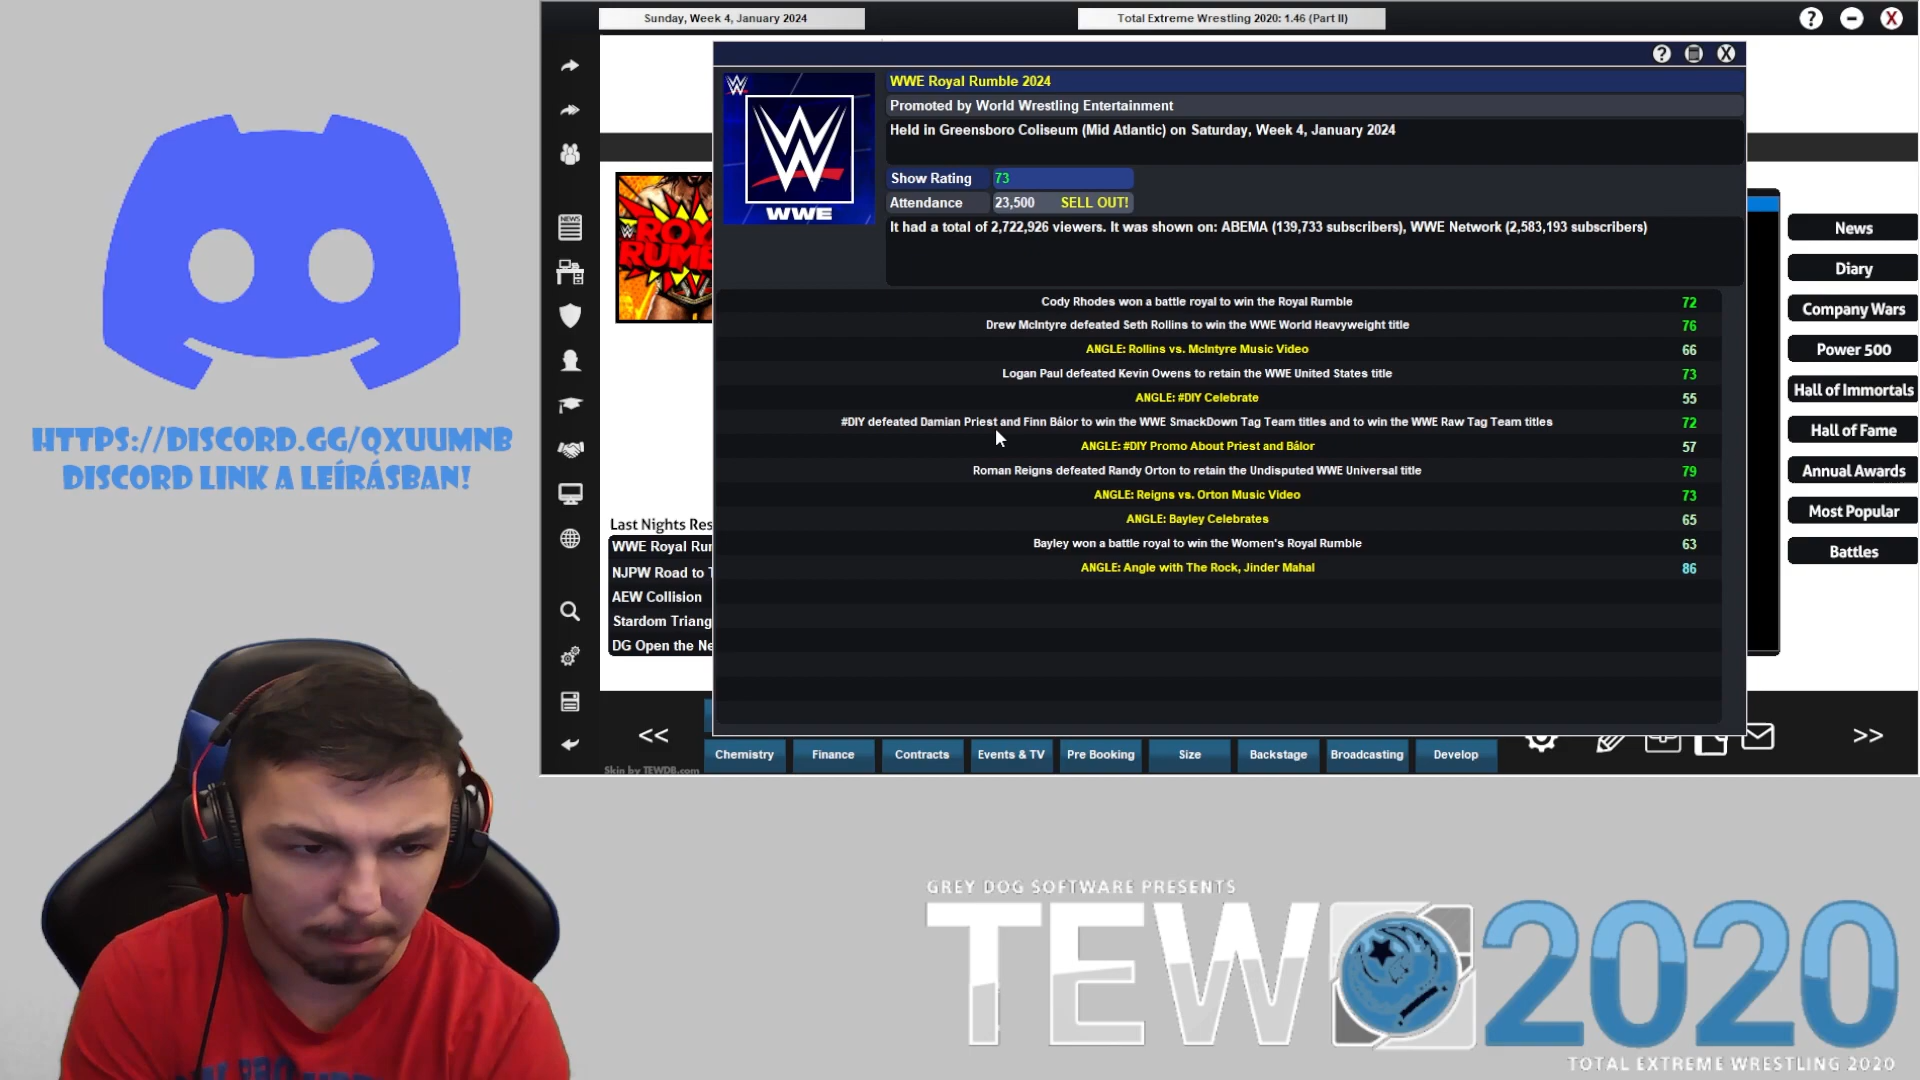 Sunday, Week 4, January 2024
Total Extreme Wrestling 2020: 1.46 (Part II)
WWE Royal Rumble 2024
Promoted by World Wrestling Entertainment
Held in Greensboro Coliseum (Mid Atlantic) on Saturday, Week 4, January 2024
WWE
Show Rating 73
Attendance 23,500 SELL OUT!
It had a total of 2,722,926 viewers. It was shown on: ABEMA (139,733 subscribers), WWE Network (2,583,193 subscribers)
Cody Rhodes won a battle royal to win the Royal Rumble 72
Drew McIntyre defeated Seth Rollins to win the WWE World Heavyweight title 76
ANGLE: Rollins vs. McIntyre Music Video 66
Logan Paul defeated Kevin Owens to retain the WWE United States title 73
ANGLE: #DIY Celebrate 55
#DIY defeated Damian Priest and Finn Bálor to win the WWE SmackDown Tag Team titles and to win the WWE Raw Tag Team titles 72
ANGLE: #DIY Promo About Priest and Bálor 57
Roman Reigns defeated Randy Orton to retain the Undisputed WWE Universal title 79
ANGLE: Reigns vs. Orton Music Video 73
ANGLE: Bayley Celebrates 65
Bayley won a battle royal to win the Women's Royal Rumble 63
ANGLE: Angle with The Rock, Jinder Mahal 86
NEWS
Last Nights Res
WWE Royal Rur
NJPW Road to T
AEW Collision
Stardom Triang
DG Open the Ne
News
Diary
Company Wars
Power 500
Hall of Immortals
Hall of Fame
Annual Awards
Most Popular
Battles
<<
>>
Chemistry
Finance
Contracts
Events & TV
Pre Booking
Size
Backstage
Broadcasting
Develop
Skin by TEWDB.com
HTTPS://DISCORD.GG/QXUUMNB
DISCORD LINK A LEÍRÁSBAN!
GREY DOG SOFTWARE PRESENTS
TEW 2020
TOTAL EXTREME WRESTLING 2020